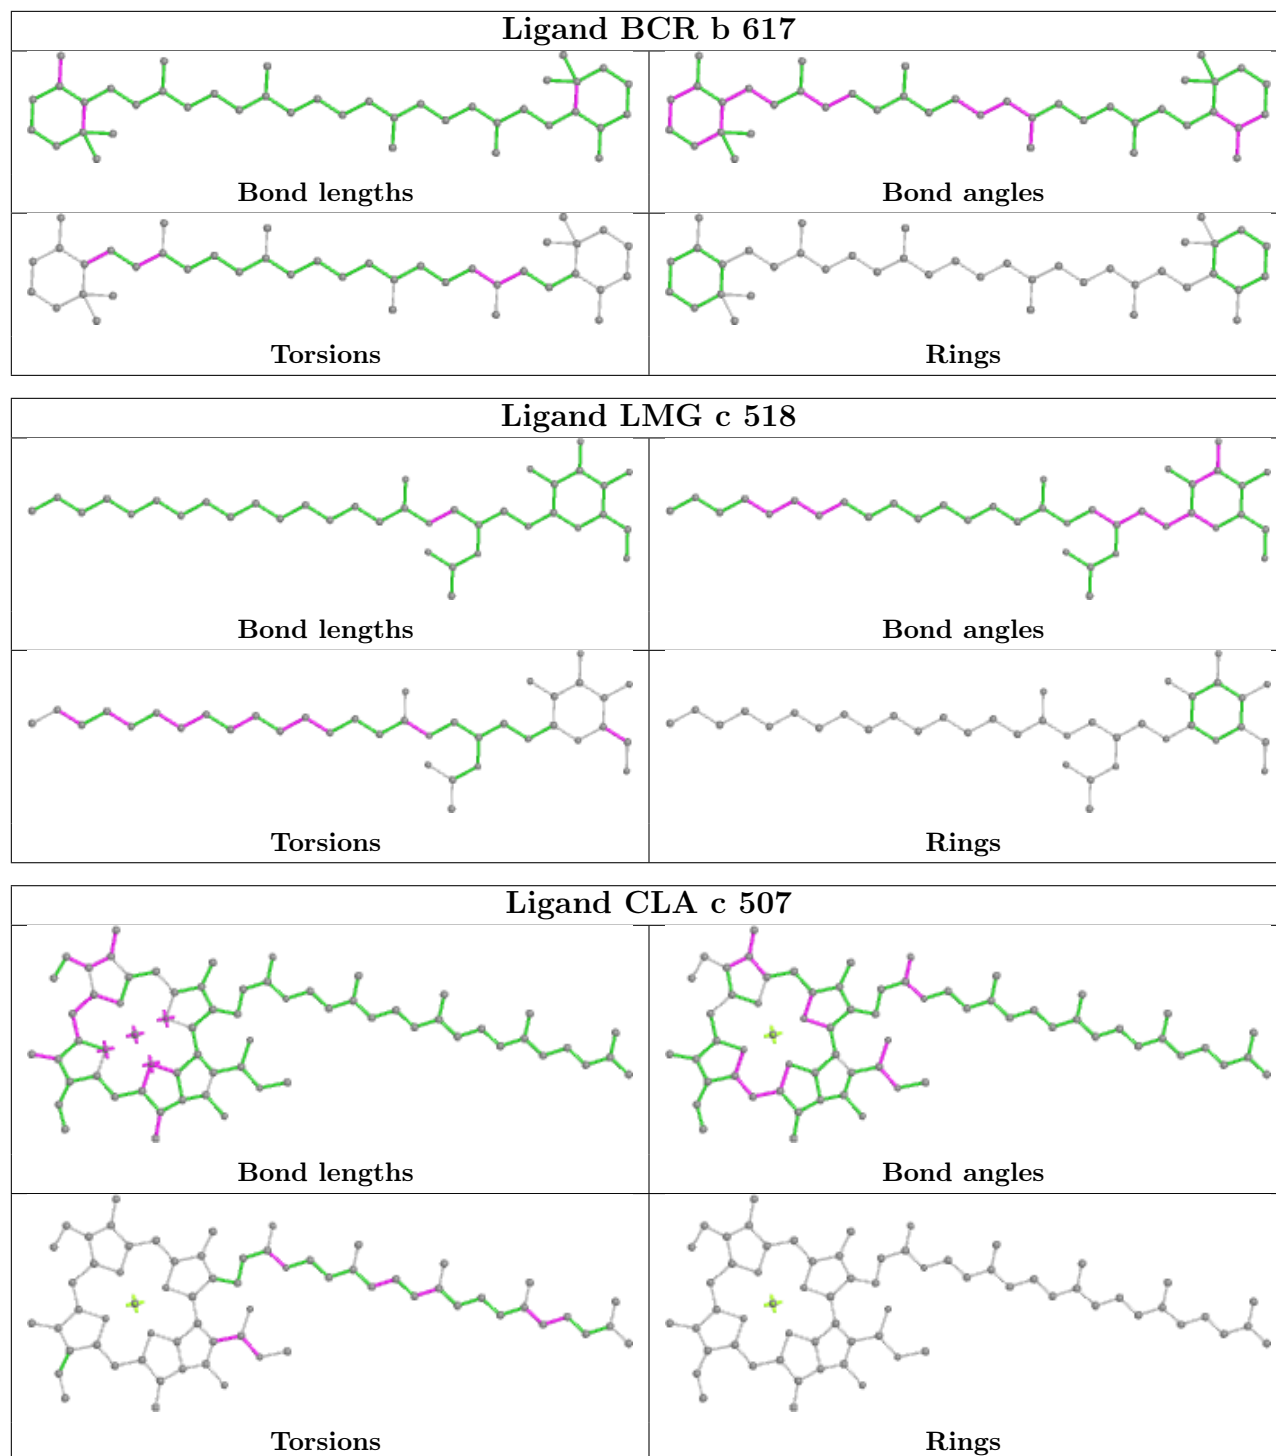 Ligand BCR b 617
Bond lengths
Bond angles
Torsions
Rings
Ligand LMG c 518
Bond lengths
Bond angles
Torsions
Rings
Ligand CLA c 507
Bond lengths
Bond angles
Torsions
Rings